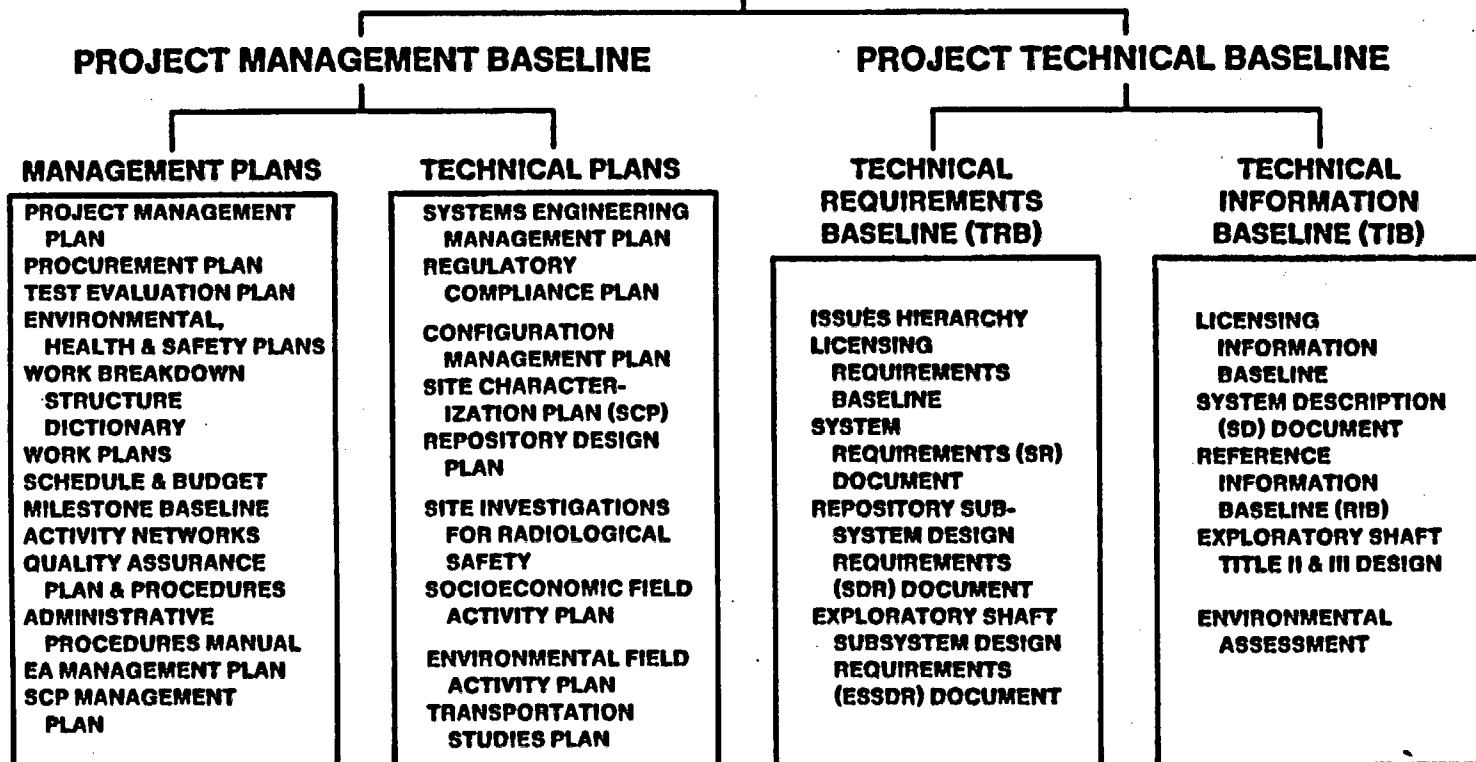 PROJECT MANAGEMENT BASELINE
PROJECT TECHNICAL BASELINE
MANAGEMENT PLANS
PROJECT MANAGEMENT
PLAN
PROCUREMENT PLAN
TEST EVALUATION PLAN
ENVIRONMENTAL,
HEALTH & SAFETY PLANS
WORK BREAKDOWN
STRUCTURE
DICTIONARY
WORK PLANS
SCHEDULE & BUDGET
MILESTONE BASELINE
ACTIVITY NETWORKS
QUALITY ASSURANCE
PLAN & PROCEDURES
ADMINISTRATIVE
PROCEDURES MANUAL
EA MANAGEMENT PLAN
SCP MANAGEMENT
PLAN
TECHNICAL PLANS
SYSTEMS ENGINEERING
MANAGEMENT PLAN
REGULATORY
COMPLIANCE PLAN
CONFIGURATION
MANAGEMENT PLAN
SITE CHARACTER-
IZATION PLAN (SCP)
REPOSITORY DESIGN
PLAN
SITE INVESTIGATIONS
FOR RADIOLOGICAL
SAFETY
SOCIOECONOMIC FIELD
ACTIVITY PLAN
ENVIRONMENTAL FIELD
ACTIVITY PLAN
TRANSPORTATION
STUDIES PLAN
TECHNICAL
REQUIREMENTS
BASELINE (TRB)
ISSUES HIERARCHY
LICENSING
REQUIREMENTS
BASELINE
SYSTEM
REQUIREMENTS (SR)
DOCUMENT
REPOSITORY SUB-
SYSTEM DESIGN
REQUIREMENTS
(SDR) DOCUMENT
EXPLORATORY SHAFT
SUBSYSTEM DESIGN
REQUIREMENTS
(ESSDR) DOCUMENT
TECHNICAL
INFORMATION
BASELINE (TIB)
LICENSING
INFORMATION
BASELINE
SYSTEM DESCRIPTION
(SD) DOCUMENT
REFERENCE
INFORMATION
BASELINE (RIB)
EXPLORATORY SHAFT
TITLE II & III DESIGN
ENVIRONMENTAL
ASSESSMENT